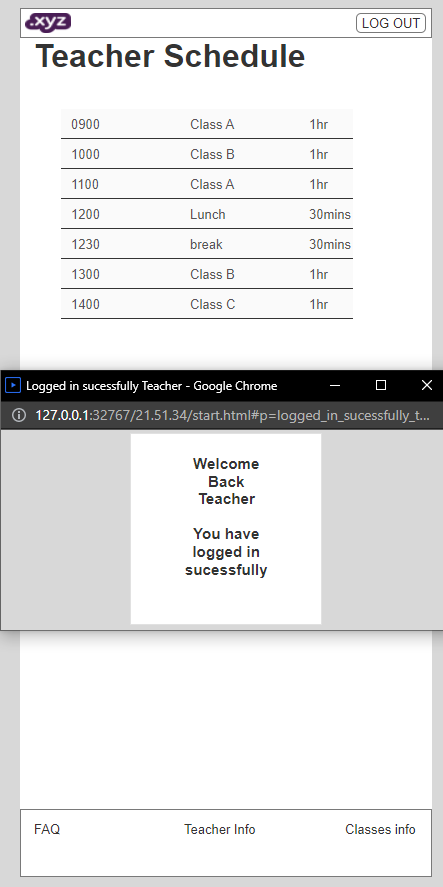 .xyz LOG OUT
Teacher Schedule
0900 Class A 1hr
1000 Class B 1hr
1100 Class A 1hr
1200 Lunch 30mins
1230 break 30mins
1300 Class B 1hr
1400 Class C 1hr
Logged in sucessfully Teacher - Google Chrome
127.0.0.1:32767/21.51.34/start.html#p=logged_in_sucessfully_t...
Welcome
Back
Teacher
You have
logged in
sucessfully
FAQ Teacher Info Classes info